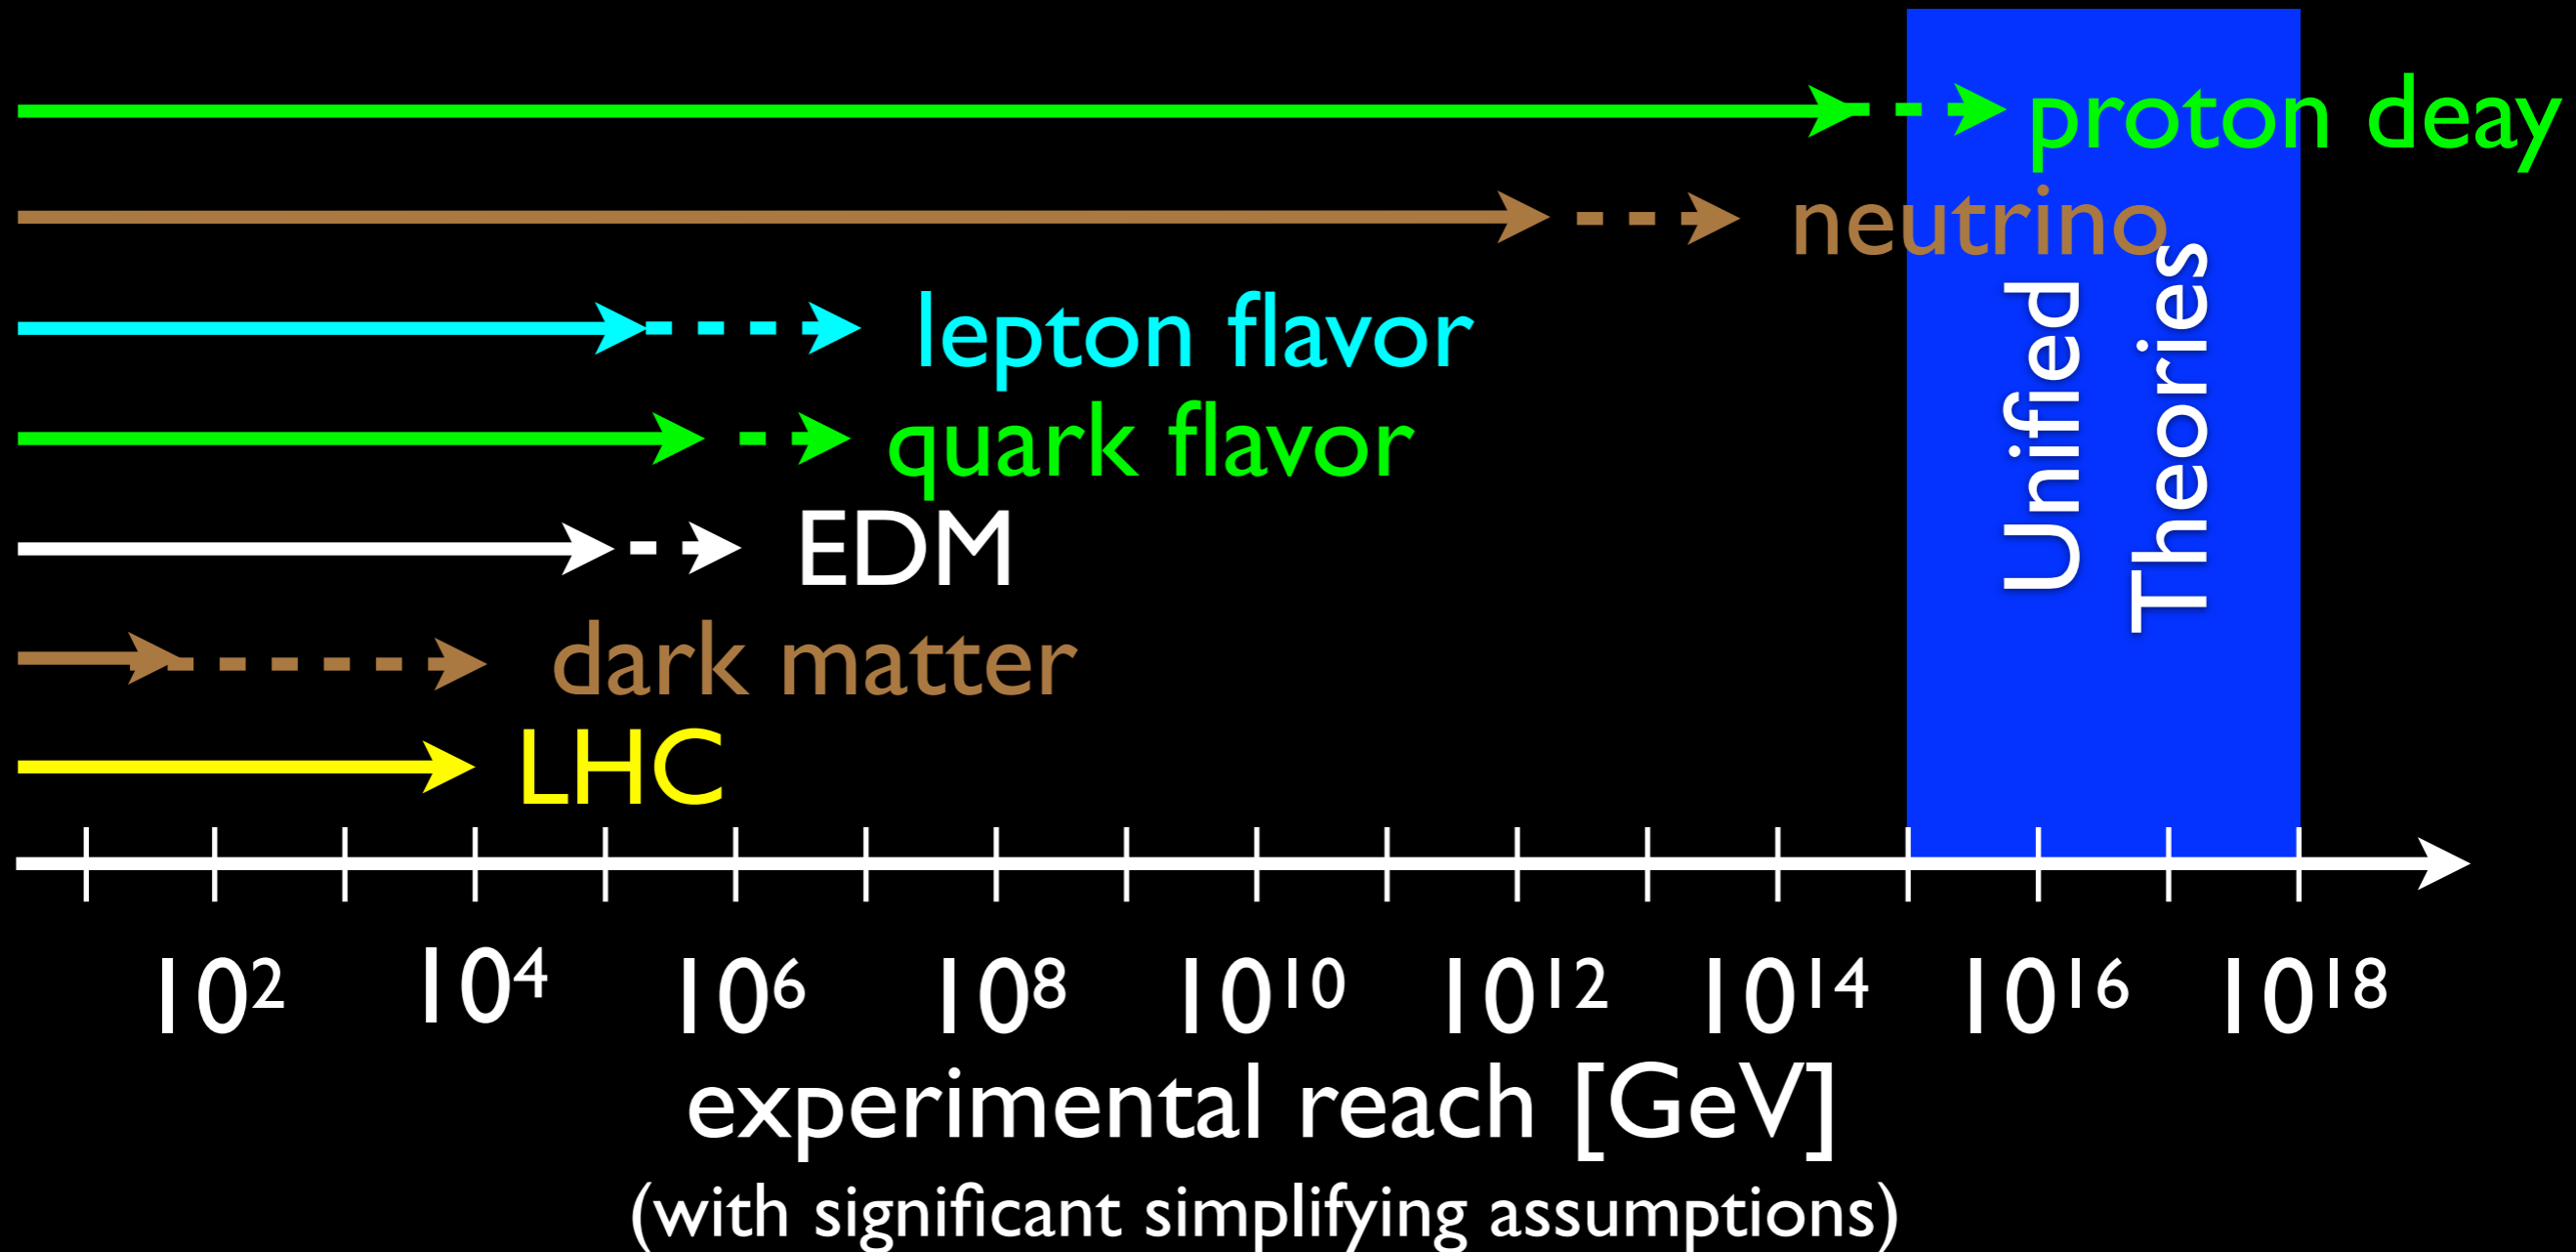 proton deay
neutrino
lepton flavor
quark flavor
EDM
dark matter
LHC
Unified
Theories
10² 10⁴ 10⁶ 10⁸ 10¹⁰ 10¹² 10¹⁴ 10¹⁶ 10¹⁸
experimental reach [GeV]
(with significant simplifying assumptions)